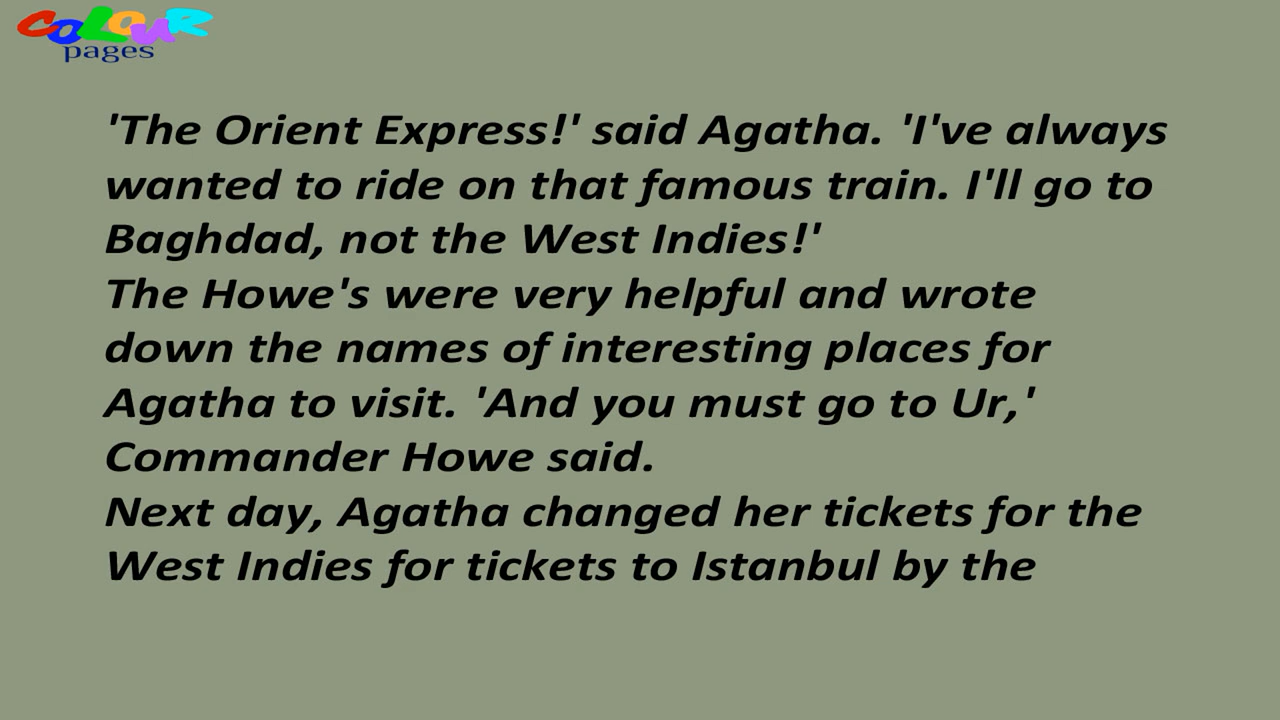 COLOUR
pages
'The Orient Express!' said Agatha. 'I've always
wanted to ride on that famous train. I'll go to
Baghdad, not the West Indies!'
The Howe's were very helpful and wrote
down the names of interesting places for
Agatha to visit. 'And you must go to Ur,'
Commander Howe said.
Next day, Agatha changed her tickets for the
West Indies for tickets to Istanbul by the